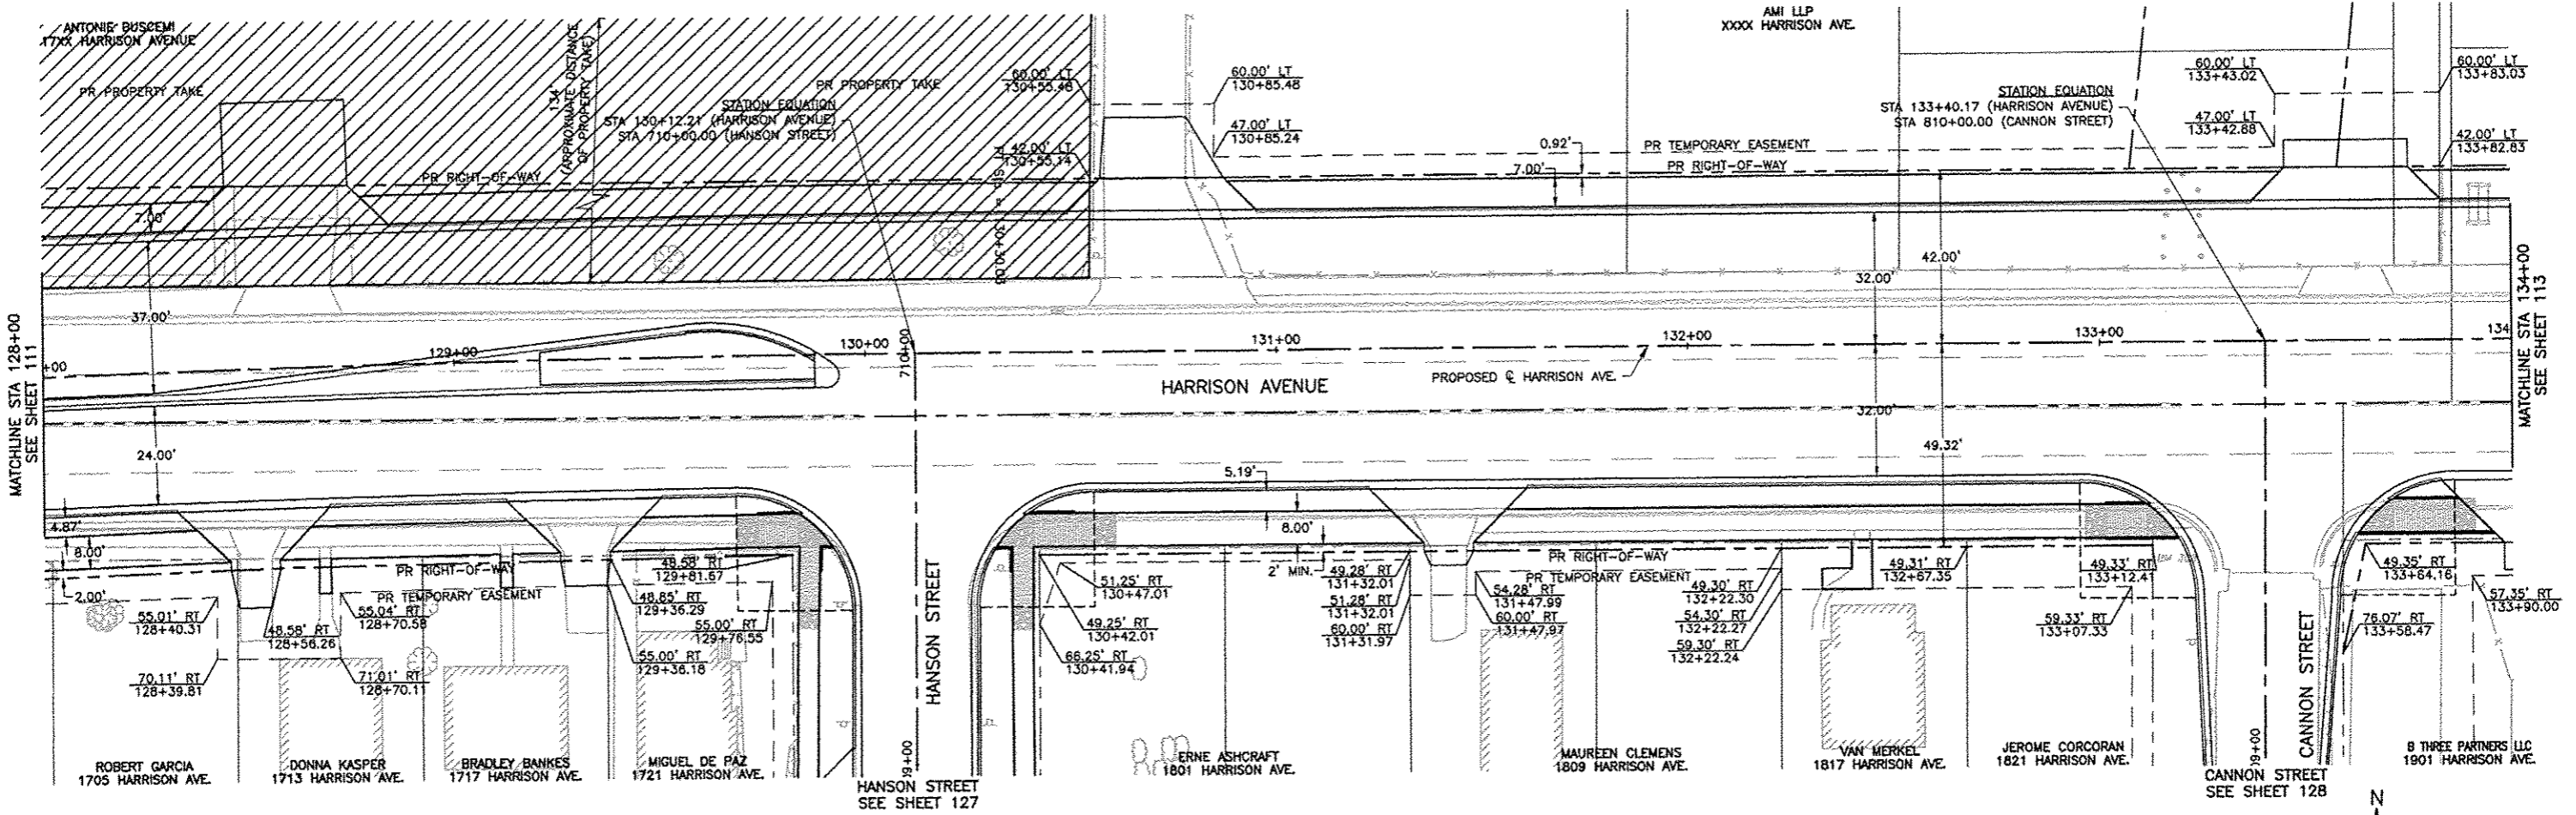 ANTONIE BUSCEMI
17XX HARRISON AVENUE
PR PROPERTY TAKE
134'
(APPROXIMATE DISTANCE
OF PROPERTY TAKE)
PR PROPERTY TAKE
STATION EQUATION
STA 130+12.21 (HARRISON AVENUE)
STA 710+00.00 (HANSON STREET)
60.00' LT
130+55.48
60.00' LT
130+85.48
42.00' LT
130+55.14
47.00' LT
130+85.24
AMI LLP
XXXX HARRISON AVE.
STATION EQUATION
STA 133+40.17 (HARRISON AVENUE)
STA 810+00.00 (CANNON STREET)
60.00' LT
133+43.02
60.00' LT
133+83.03
47.00' LT
133+42.88
42.00' LT
133+82.83
0.92'
PR TEMPORARY EASEMENT
PR RIGHT-OF-WAY
7.00'
PR RIGHT-OF-WAY
7.00'
37.00'
42.00'
32.00'
MATCHLINE STA 128+00
SEE SHEET 111
MATCHLINE STA 134+00
SEE SHEET 113
+00
129+00
130+00
710+00
131+00
132+00
133+00
134
HARRISON AVENUE
PROPOSED ℄ HARRISON AVE.
32.00'
49.32'
24.00'
5.19'
4.87'
8.00'
2.00'
8.00'
2' MIN.
PR RIGHT-OF-WAY
PR TEMPORARY EASEMENT
PR RIGHT-OF-WAY
PR TEMPORARY EASEMENT
55.01' RT
128+40.31
48.58' RT
128+56.26
55.04' RT
128+70.58
70.11' RT
128+39.81
71.01' RT
128+70.11
48.58' RT
129+81.67
48.85' RT
129+36.29
55.00' RT
129+76.55
55.00' RT
129+36.18
51.25' RT
130+47.01
49.25' RT
130+42.01
66.25' RT
130+41.94
49.28' RT
131+32.01
51.28' RT
131+32.01
60.00' RT
131+31.97
54.28' RT
131+47.99
60.00' RT
131+47.97
49.30' RT
132+22.30
54.30' RT
132+22.27
59.30' RT
132+22.24
49.31' RT
132+67.35
49.33' RT
133+12.41
59.33' RT
133+07.33
49.35' RT
133+64.16
76.07' RT
133+58.47
57.35' RT
133+90.00
HANSON STREET
CANNON STREET
ROBERT GARCIA
1705 HARRISON AVE.
DONNA KASPER
1713 HARRISON AVE.
BRADLEY BANKES
1717 HARRISON AVE.
MIGUEL DE PAZ
1721 HARRISON AVE.
ERNE ASHCRAFT
1801 HARRISON AVE.
MAUREEN CLEMENS
1809 HARRISON AVE.
VAN MERKEL
1817 HARRISON AVE.
JEROME CORCORAN
1821 HARRISON AVE.
B THREE PARTNERS LLC
1901 HARRISON AVE.
09+00
09+00
HANSON STREET
SEE SHEET 127
CANNON STREET
SEE SHEET 128
N